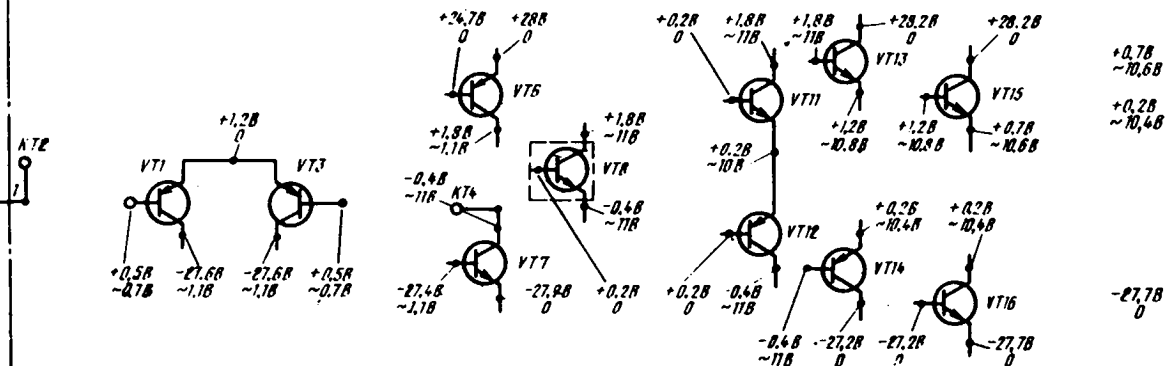 +24,7В
0
+28В
0
VT6
+1,8В
~1,1В
+0,2В
0
+1,8В
~11В
VT11
+1,8В
~11В
+28,2В
0
VT13
+1,2В
~10,8В
+28,2В
0
VT15
+1,2В
~10,8В
+0,7В
~10,6В
+0,7В
~10,6В
+0,2В
~10,4В
КТ2
1
+1,2В
0
VT1
VT3
+0,5В
~0,7В
-27,6В
~1,1В
-27,6В
~1,1В
+0,5В
~0,7В
+1,8В
~11В
VT8
-0,4В
~11В
-0,4В
~11В
КТ4
VT7
-27,4В
~1,1В
-27,9В
0
+0,2В
0
+0,2В
~10В
VT12
+0,2В
0
-0,4В
~11В
+0,2В
~10,4В
VT14
-0,4В
~11В
-27,2В
0
+0,2В
~10,4В
VT16
-27,2В
0
-27,7В
0
-27,7В
0